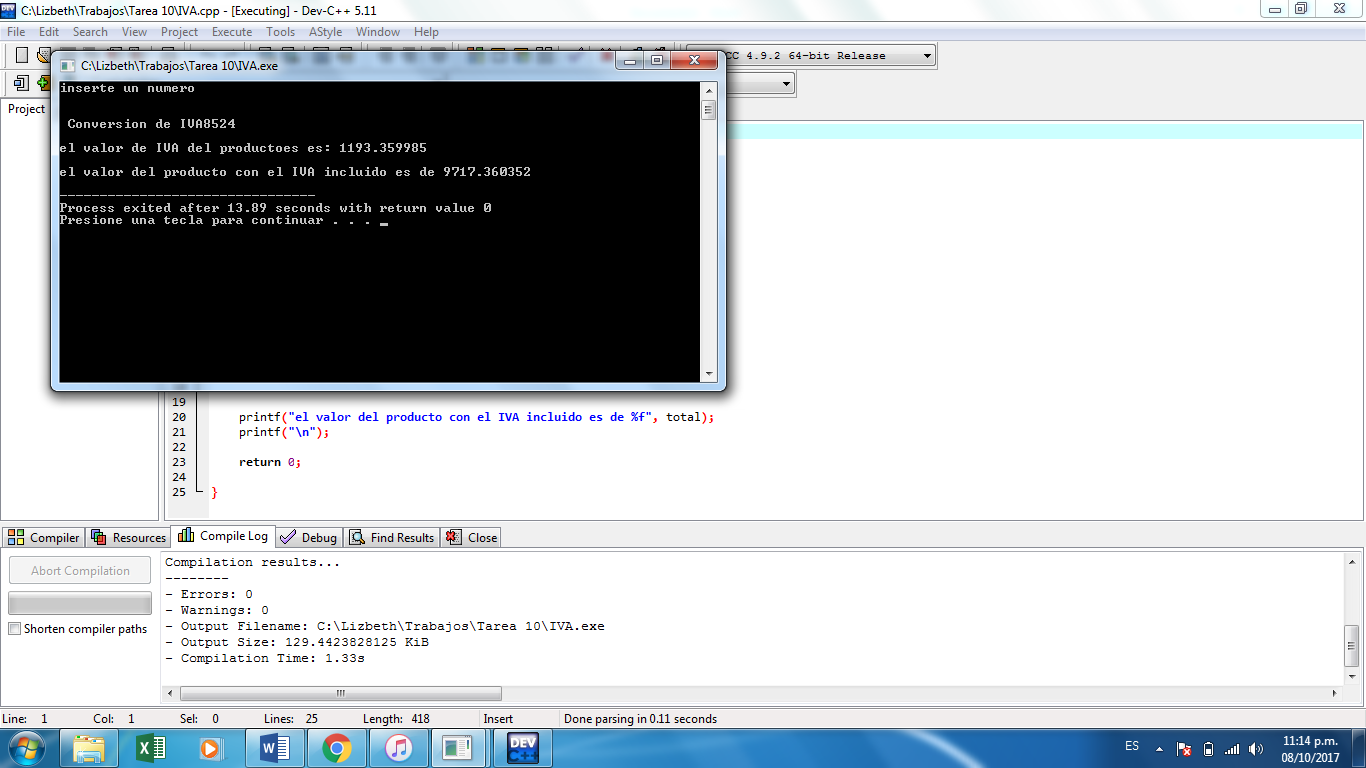 C:\Lizbeth\Trabajos\Tarea 10\IVA.cpp - [Executing] - Dev-C++ 5.11
File Edit Search View Project Execute Tools AStyle Window Help
CC 4.9.2 64-bit Release
C:\Lizbeth\Trabajos\Tarea 10\IVA.exe
inserte un numero
Conversion de IVA8524
el valor de IVA del productoes es: 1193.359985
el valor del producto con el IVA incluido es de 9717.360352
--------------------------------
Process exited after 13.89 seconds with return value 0
Presione una tecla para continuar . . . _
Project
19
20 printf("el valor del producto con el IVA incluido es de %f", total);
21 printf("\n");
22
23 return 0;
24
25 }
Compiler Resources Compile Log Debug Find Results Close
Abort Compilation
Shorten compiler paths
Compilation results...
--------
- Errors: 0
- Warnings: 0
- Output Filename: C:\Lizbeth\Trabajos\Tarea 10\IVA.exe
- Output Size: 129.4423828125 KiB
- Compilation Time: 1.33s
Line: 1 Col: 1 Sel: 0 Lines: 25 Length: 418 Insert Done parsing in 0.11 seconds
DEV C++
ES
11:14 p.m.
08/10/2017